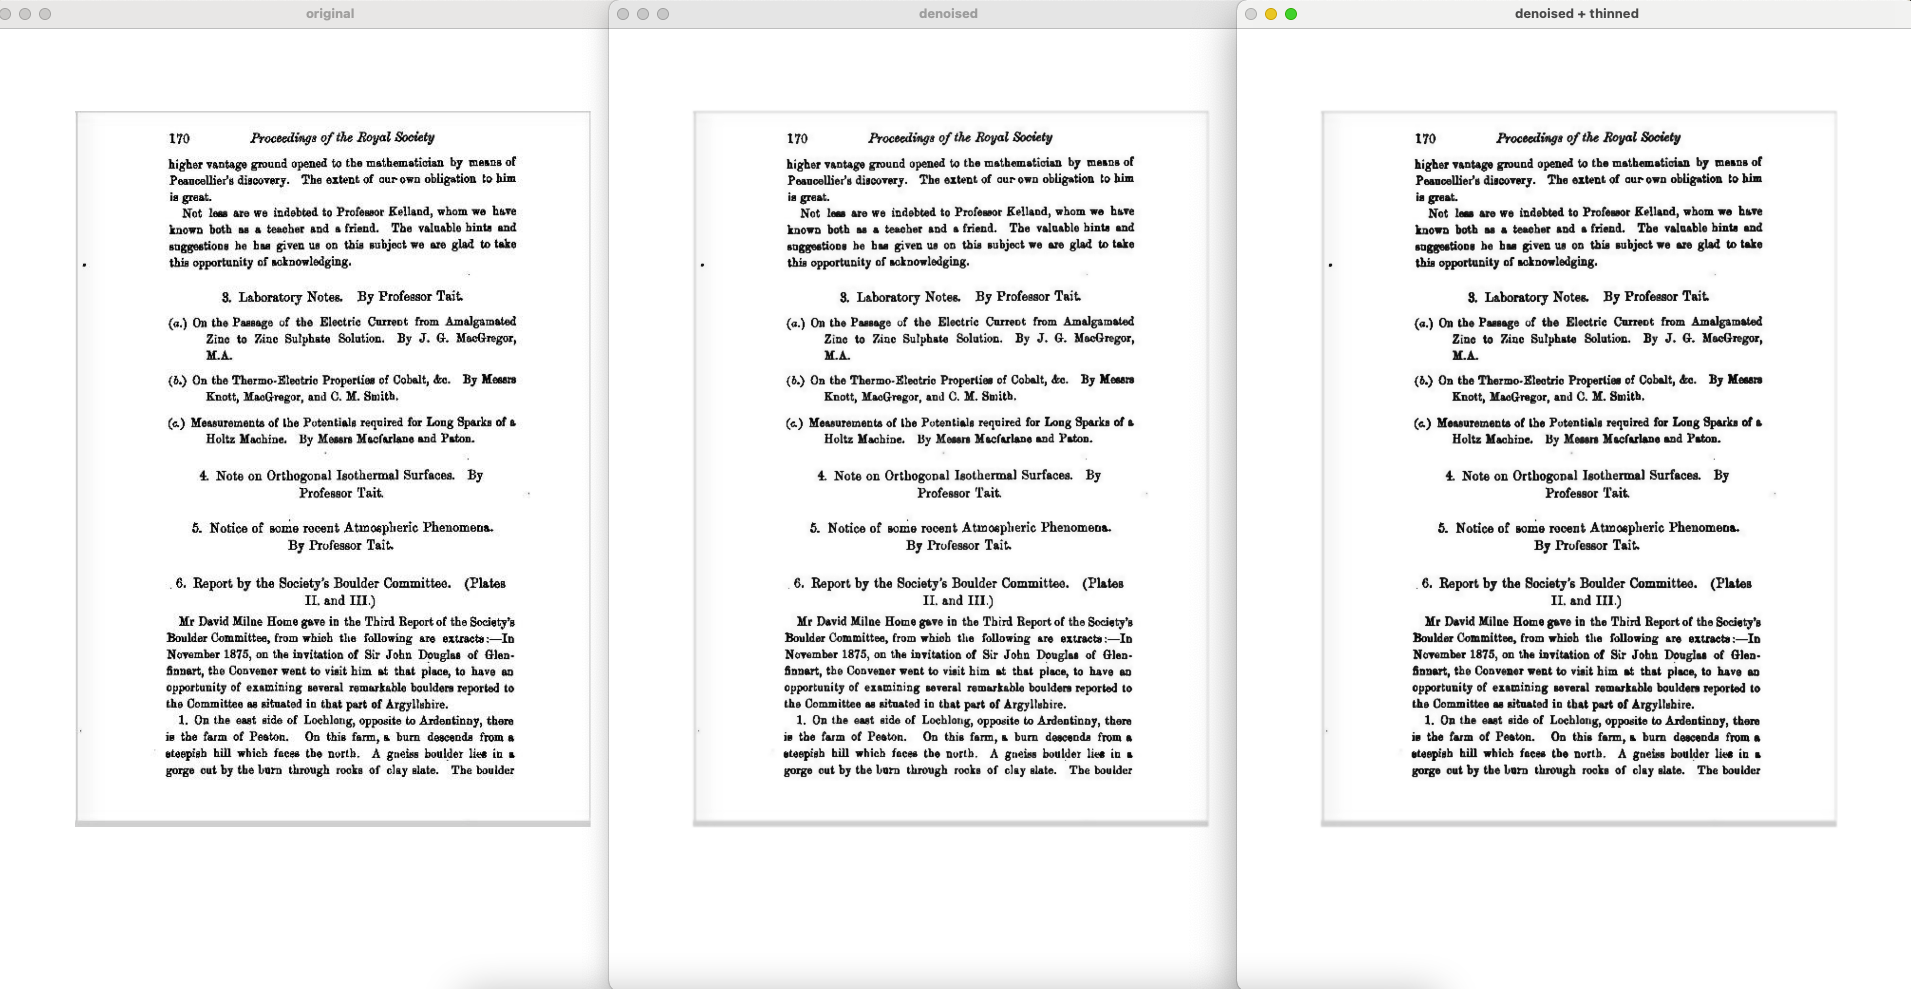 original
170 Proceedings of the Royal Society
higher vantage ground opened to the mathematician by means of
Peaucellier's discovery. The extent of our own obligation to him
is great.
Not less are we indebted to Professor Kelland, whom we have
known both as a teacher and a friend. The valuable hints and
suggestions he has given us on this subject we are glad to take
this opportunity of acknowledging.
3. Laboratory Notes. By Professor Tait.
(a.) On the Passage of the Electric Current from Amalgamated
Zinc to Zinc Sulphate Solution. By J. G. MacGregor,
M.A.
(b.) On the Thermo-Electric Properties of Cobalt, &c. By Messrs
Knott, MacGregor, and C. M. Smith.
(c.) Measurements of the Potentials required for Long Sparks of a
Holtz Machine. By Messrs Macfarlane and Paton.
4. Note on Orthogonal Isothermal Surfaces. By
Professor Tait.
5. Notice of some recent Atmospheric Phenomena.
By Professor Tait.
6. Report by the Society's Boulder Committee. (Plates
II. and III.)
Mr David Milne Home gave in the Third Report of the Society's
Boulder Committee, from which the following are extracts:—In
November 1875, on the invitation of Sir John Douglas of Glen-
finnart, the Convener went to visit him at that place, to have an
opportunity of examining several remarkable boulders reported to
the Committee as situated in that part of Argyllshire.
1. On the east side of Lochlong, opposite to Ardentinny, there
is the farm of Peaton. On this farm, a burn descends from a
steepish hill which faces the north. A gneiss boulder lies in a
gorge cut by the burn through rocks of clay slate. The boulder
denoised
170 Proceedings of the Royal Society
higher vantage ground opened to the mathematician by means of
Peaucellier's discovery. The extent of our own obligation to him
is great.
Not less are we indebted to Professor Kelland, whom we have
known both as a teacher and a friend. The valuable hints and
suggestions he has given us on this subject we are glad to take
this opportunity of acknowledging.
3. Laboratory Notes. By Professor Tait.
(a.) On the Passage of the Electric Current from Amalgamated
Zinc to Zinc Sulphate Solution. By J. G. MacGregor,
M.A.
(b.) On the Thermo-Electric Properties of Cobalt, &c. By Messrs
Knott, MacGregor, and C. M. Smith.
(c.) Measurements of the Potentials required for Long Sparks of a
Holtz Machine. By Messrs Macfarlane and Paton.
4. Note on Orthogonal Isothermal Surfaces. By
Professor Tait.
5. Notice of some recent Atmospheric Phenomena.
By Professor Tait.
6. Report by the Society's Boulder Committee. (Plates
II. and III.)
Mr David Milne Home gave in the Third Report of the Society's
Boulder Committee, from which the following are extracts:—In
November 1875, on the invitation of Sir John Douglas of Glen-
finnart, the Convener went to visit him at that place, to have an
opportunity of examining several remarkable boulders reported to
the Committee as situated in that part of Argyllshire.
1. On the east side of Lochlong, opposite to Ardentinny, there
is the farm of Peaton. On this farm, a burn descends from a
steepish hill which faces the north. A gneiss boulder lies in a
gorge cut by the burn through rocks of clay slate. The boulder
denoised + thinned
170 Proceedings of the Royal Society
higher vantage ground opened to the mathematician by means of
Peaucellier's discovery. The extent of our own obligation to him
is great.
Not less are we indebted to Professor Kelland, whom we have
known both as a teacher and a friend. The valuable hints and
suggestions he has given us on this subject we are glad to take
this opportunity of acknowledging.
3. Laboratory Notes. By Professor Tait.
(a.) On the Passage of the Electric Current from Amalgamated
Zinc to Zinc Sulphate Solution. By J. G. MacGregor,
M.A.
(b.) On the Thermo-Electric Properties of Cobalt, &c. By Messrs
Knott, MacGregor, and C. M. Smith.
(c.) Measurements of the Potentials required for Long Sparks of a
Holtz Machine. By Messrs Macfarlane and Paton.
4. Note on Orthogonal Isothermal Surfaces. By
Professor Tait.
5. Notice of some recent Atmospheric Phenomena.
By Professor Tait.
6. Report by the Society's Boulder Committee. (Plates
II. and III.)
Mr David Milne Home gave in the Third Report of the Society's
Boulder Committee, from which the following are extracts:—In
November 1875, on the invitation of Sir John Douglas of Glen-
finnart, the Convener went to visit him at that place, to have an
opportunity of examining several remarkable boulders reported to
the Committee as situated in that part of Argyllshire.
1. On the east side of Lochlong, opposite to Ardentinny, there
is the farm of Peaton. On this farm, a burn descends from a
steepish hill which faces the north. A gneiss boulder lies in a
gorge cut by the burn through rocks of clay slate. The boulder